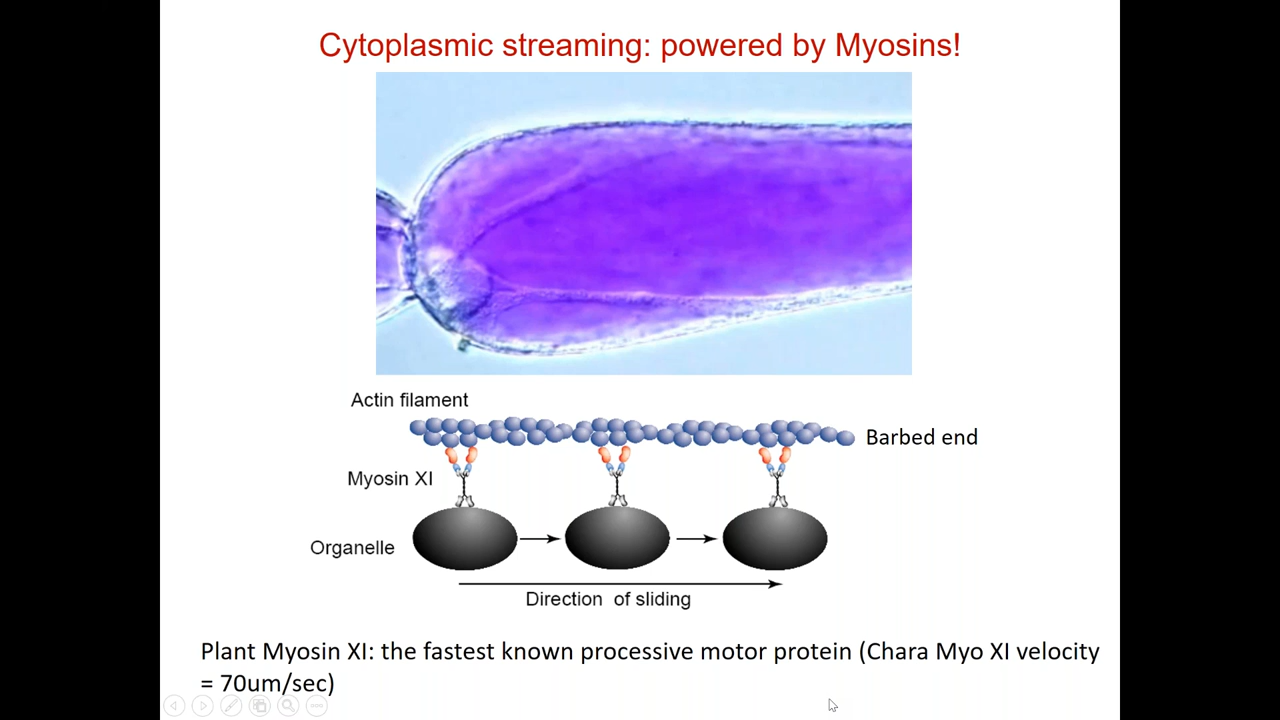 Cytoplasmic streaming: powered by Myosins!
Actin filament
Barbed end
Myosin XI
Organelle
Direction of sliding
Plant Myosin XI: the fastest known processive motor protein (Chara Myo XI velocity
= 70um/sec)